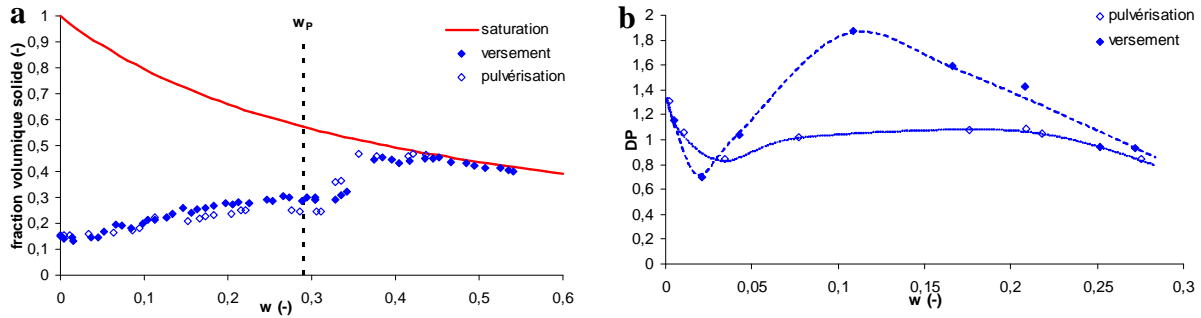 a
fraction volumique solide (-)
1
0,9
0,8
0,7
0,6
0,5
0,4
0,3
0,2
0,1
0
wP
saturation
versement
pulvérisation
0 0,1 0,2 0,3 0,4 0,5 0,6
w (-)
b
DP
2
1,8
1,6
1,4
1,2
1
0,8
0,6
0,4
0,2
0
pulvérisation
versement
0 0,05 0,1 0,15 0,2 0,25 0,3
w (-)